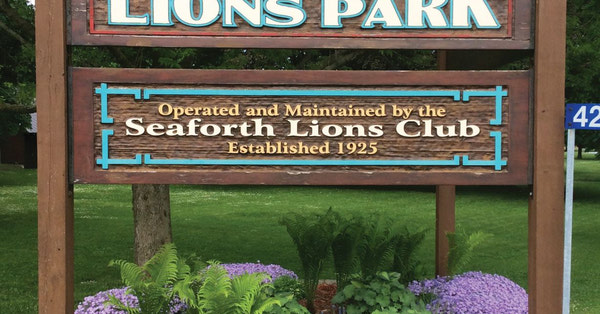 LIONS PARK
Operated and Maintained by the
Seaforth Lions Club
Established 1925
42